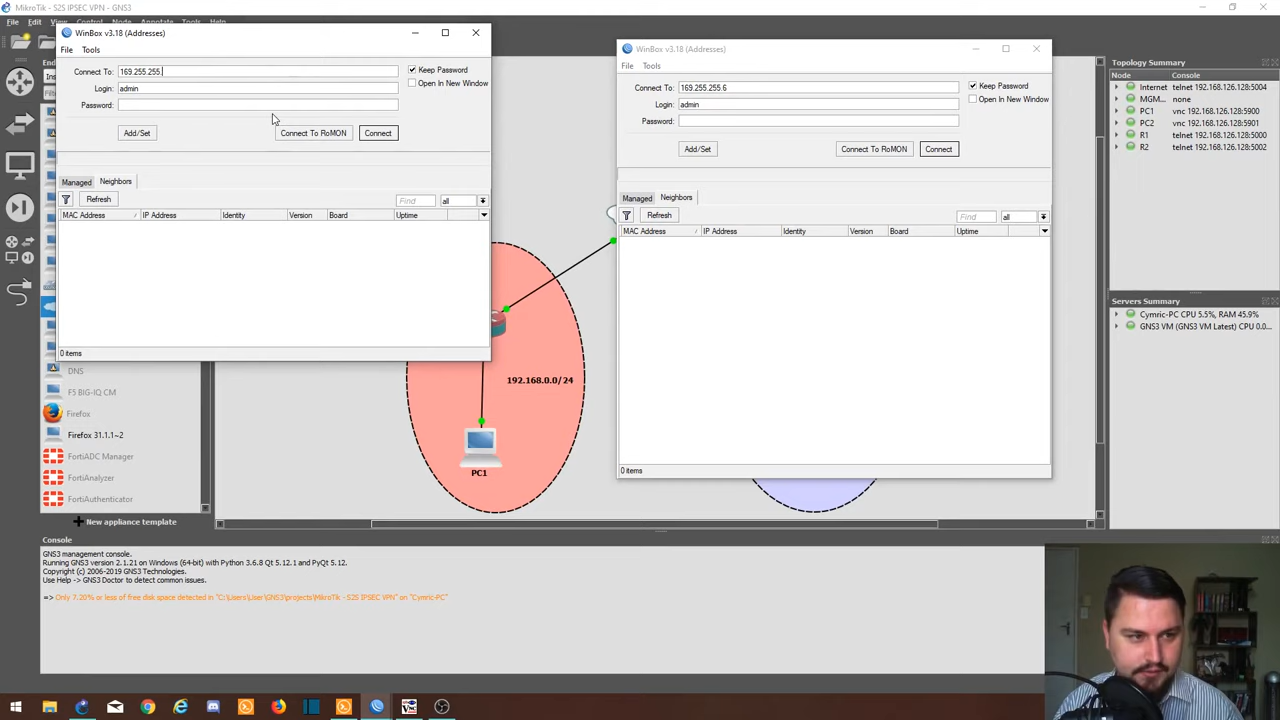 MikroTik - S2S IPSEC VPN - GNS3
File Edit View Control Node Annotate Tools Help
WinBox v3.18 (Addresses)
File Tools
Connect To: 169.255.255.
Login: admin
Password:
Keep Password
Open In New Window
Add/Set Connect To RoMON Connect
Managed Neighbors
Refresh Find all
MAC Address IP Address Identity Version Board Uptime
0 items
WinBox v3.18 (Addresses)
File Tools
Connect To: 169.255.255.6
Login: admin
Password:
Keep Password
Open In New Window
Add/Set Connect To RoMON Connect
Managed Neighbors
Refresh Find all
MAC Address IP Address Identity Version Board Uptime
0 items
Topology Summary
Node Console
Internet telnet 192.168.126.128:5004
MGM... none
PC1 vnc 192.168.126.128:5900
PC2 vnc 192.168.126.128:5901
R1 telnet 192.168.126.128:5000
R2 telnet 192.168.126.128:5002
Servers Summary
Cymric-PC CPU 5.5%, RAM 45.9%
GNS3 VM (GNS3 VM Latest) CPU 0.0...
192.168.0.0/24
PC1
DNS
F5 BIG-IQ CM
Firefox
Firefox 31.1.1~2
FortiADC Manager
FortiAnalyzer
FortiAuthenticator
New appliance template
Console
GNS3 management console.
Running GNS3 version 2.1.21 on Windows (64-bit) with Python 3.6.8 Qt 5.12.1 and PyQt 5.12.
Copyright (c) 2006-2019 GNS3 Technologies.
Use Help -> GNS3 Doctor to detect common issues.
=> Only 7.20% or less of free disk space detected in "C:\Users\User\GNS3\projects\MikroTik - S2S IPSEC VPN" on "Cymric-PC"